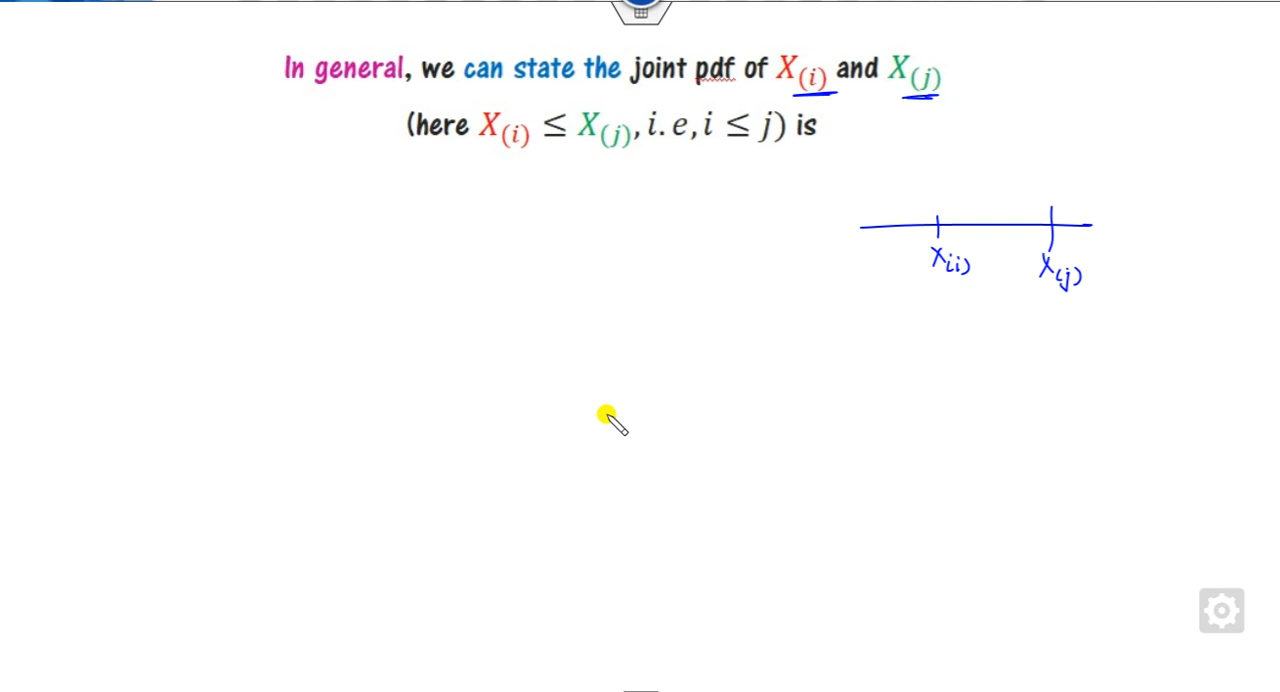 In general, we can state the joint pdf of X(i) and X(j)
(here X(i) ≤ X(j), i.e, i ≤ j) is
X(i) X(j)